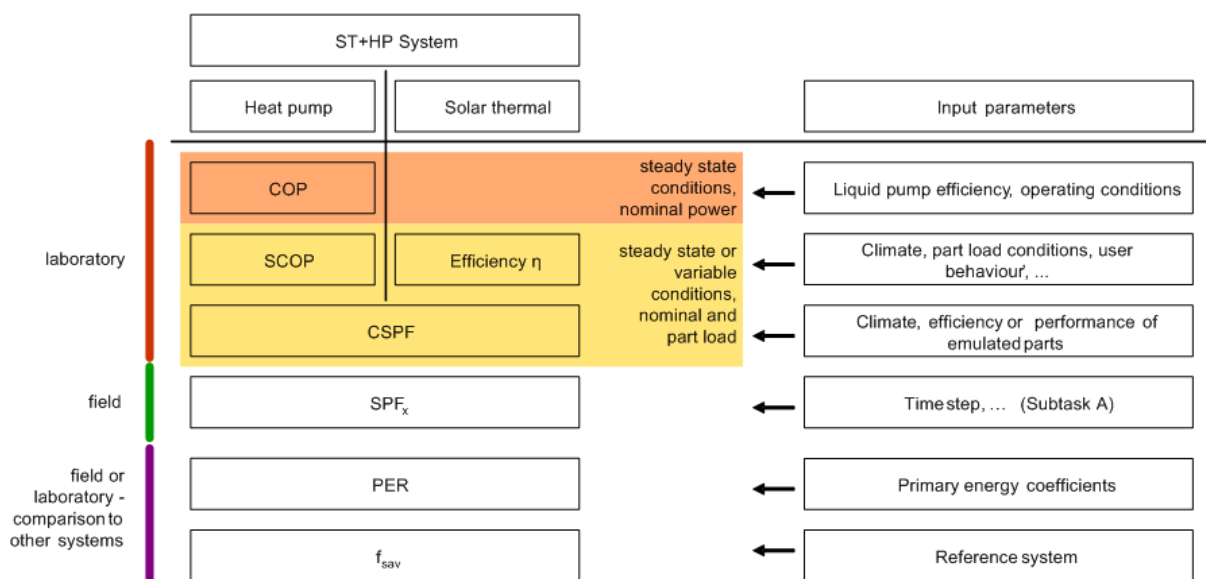 ST+HP System
Heat pump
Solar thermal
Input parameters
laboratory
COP
steady state
conditions,
nominal power
Liquid pump efficiency, operating conditions
SCOP
Efficiency η
steady state or
variable
conditions,
nominal and
part load
Climate, part load conditions, user
behaviour, ...
CSPF
Climate, efficiency or performance of
emulated parts
field
SPFx
Time step, ... (Subtask A)
field or
laboratory -
comparison to
other systems
PER
Primary energy coefficients
fsav
Reference system